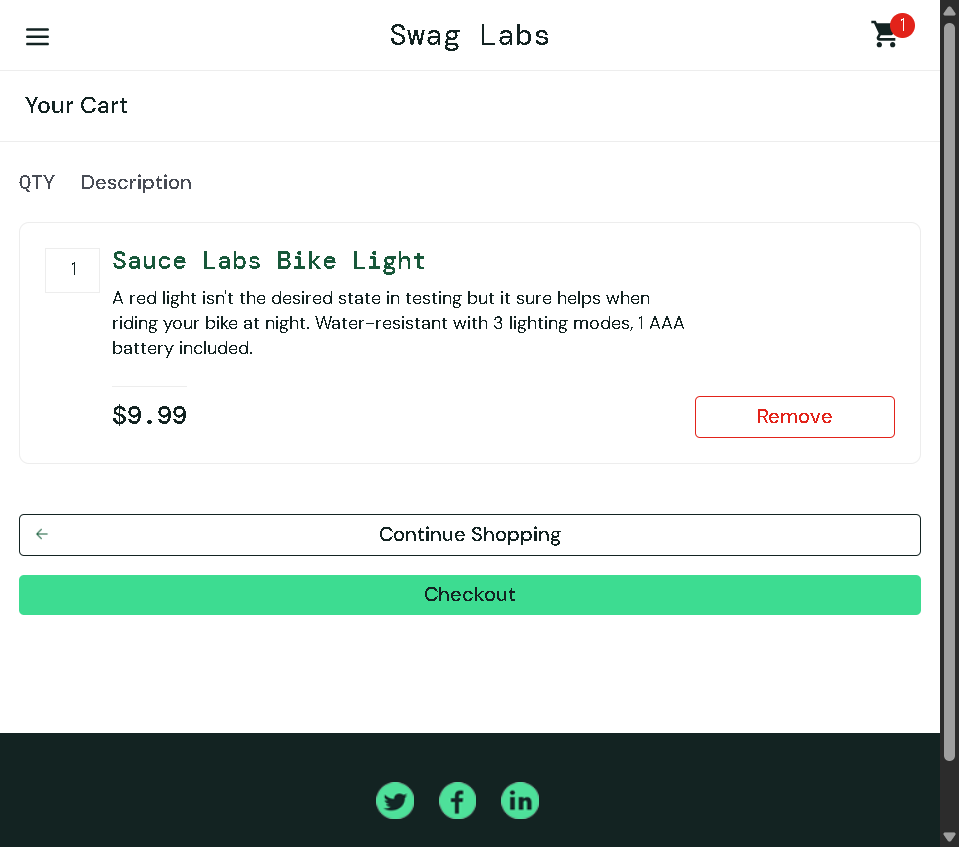 Swag Labs
1
Your Cart
QTY Description
1
Sauce Labs Bike Light
A red light isn't the desired state in testing but it sure helps when
riding your bike at night. Water-resistant with 3 lighting modes, 1 AAA
battery included.
$9.99
Remove
Continue Shopping
Checkout